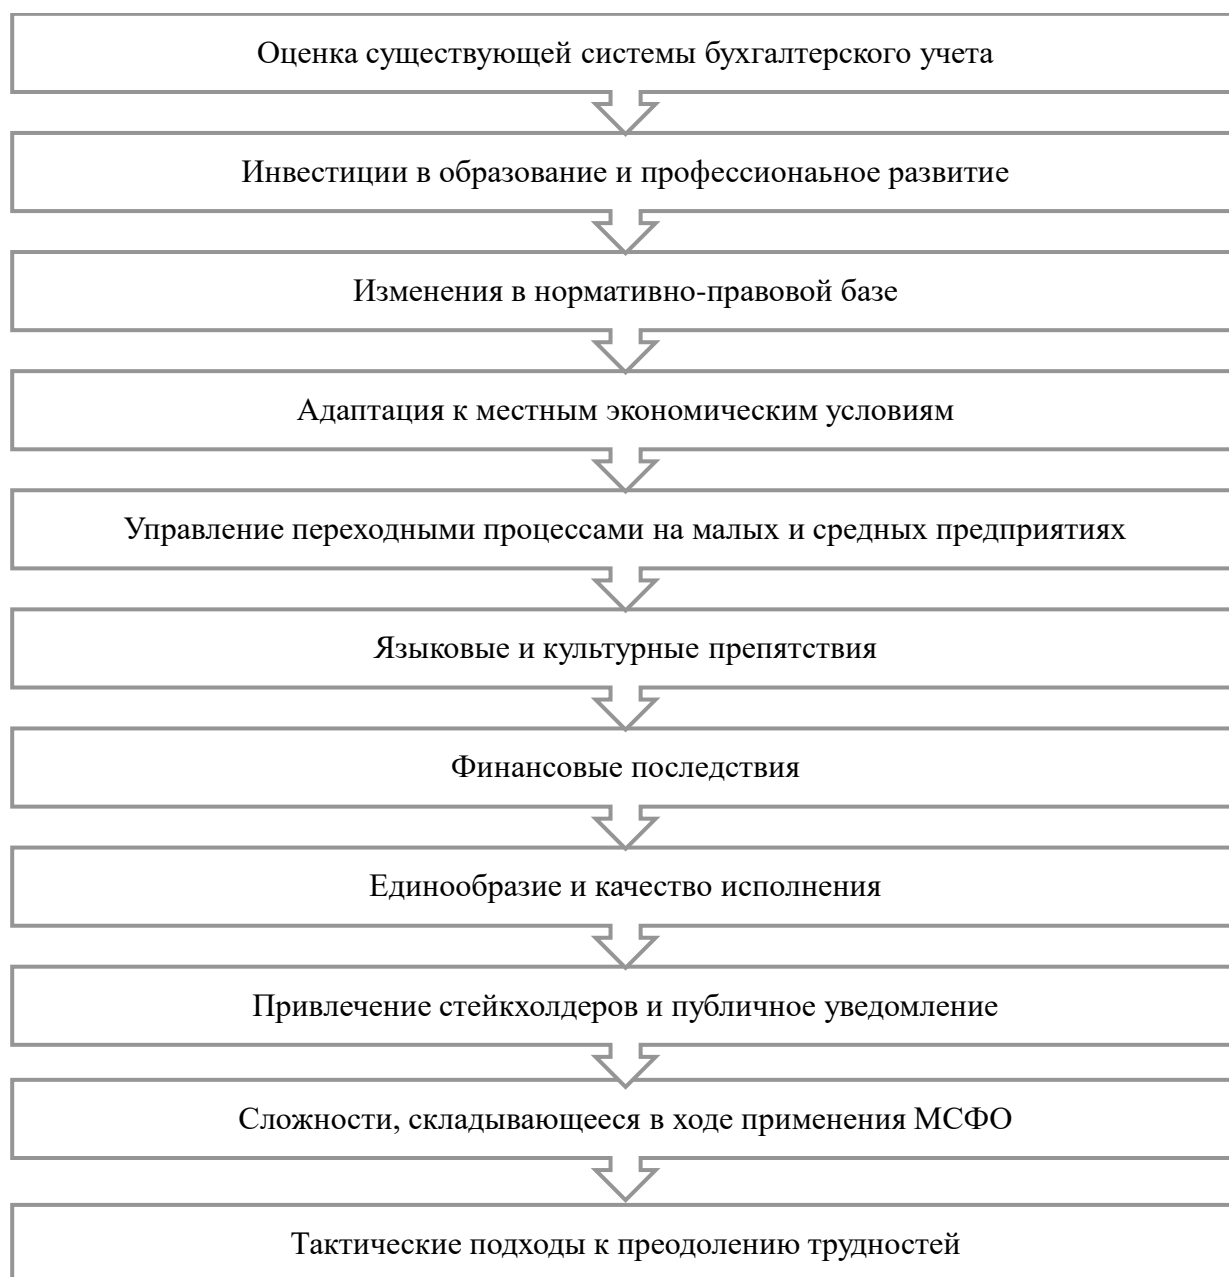 Оценка существующей системы бухгалтерского учета
Инвестиции в образование и профессионаьное развитие
Изменения в нормативно-правовой базе
Адаптация к местным экономическим условиям
Управление переходными процессами на малых и средных предприятиях
Языковые и культурные препятствия
Финансовые последствия
Единообразие и качество исполнения
Привлечение стейкхолдеров и публичное уведомление
Сложности, складывающееся в ходе применения МСФО
Тактические подходы к преодолению трудностей